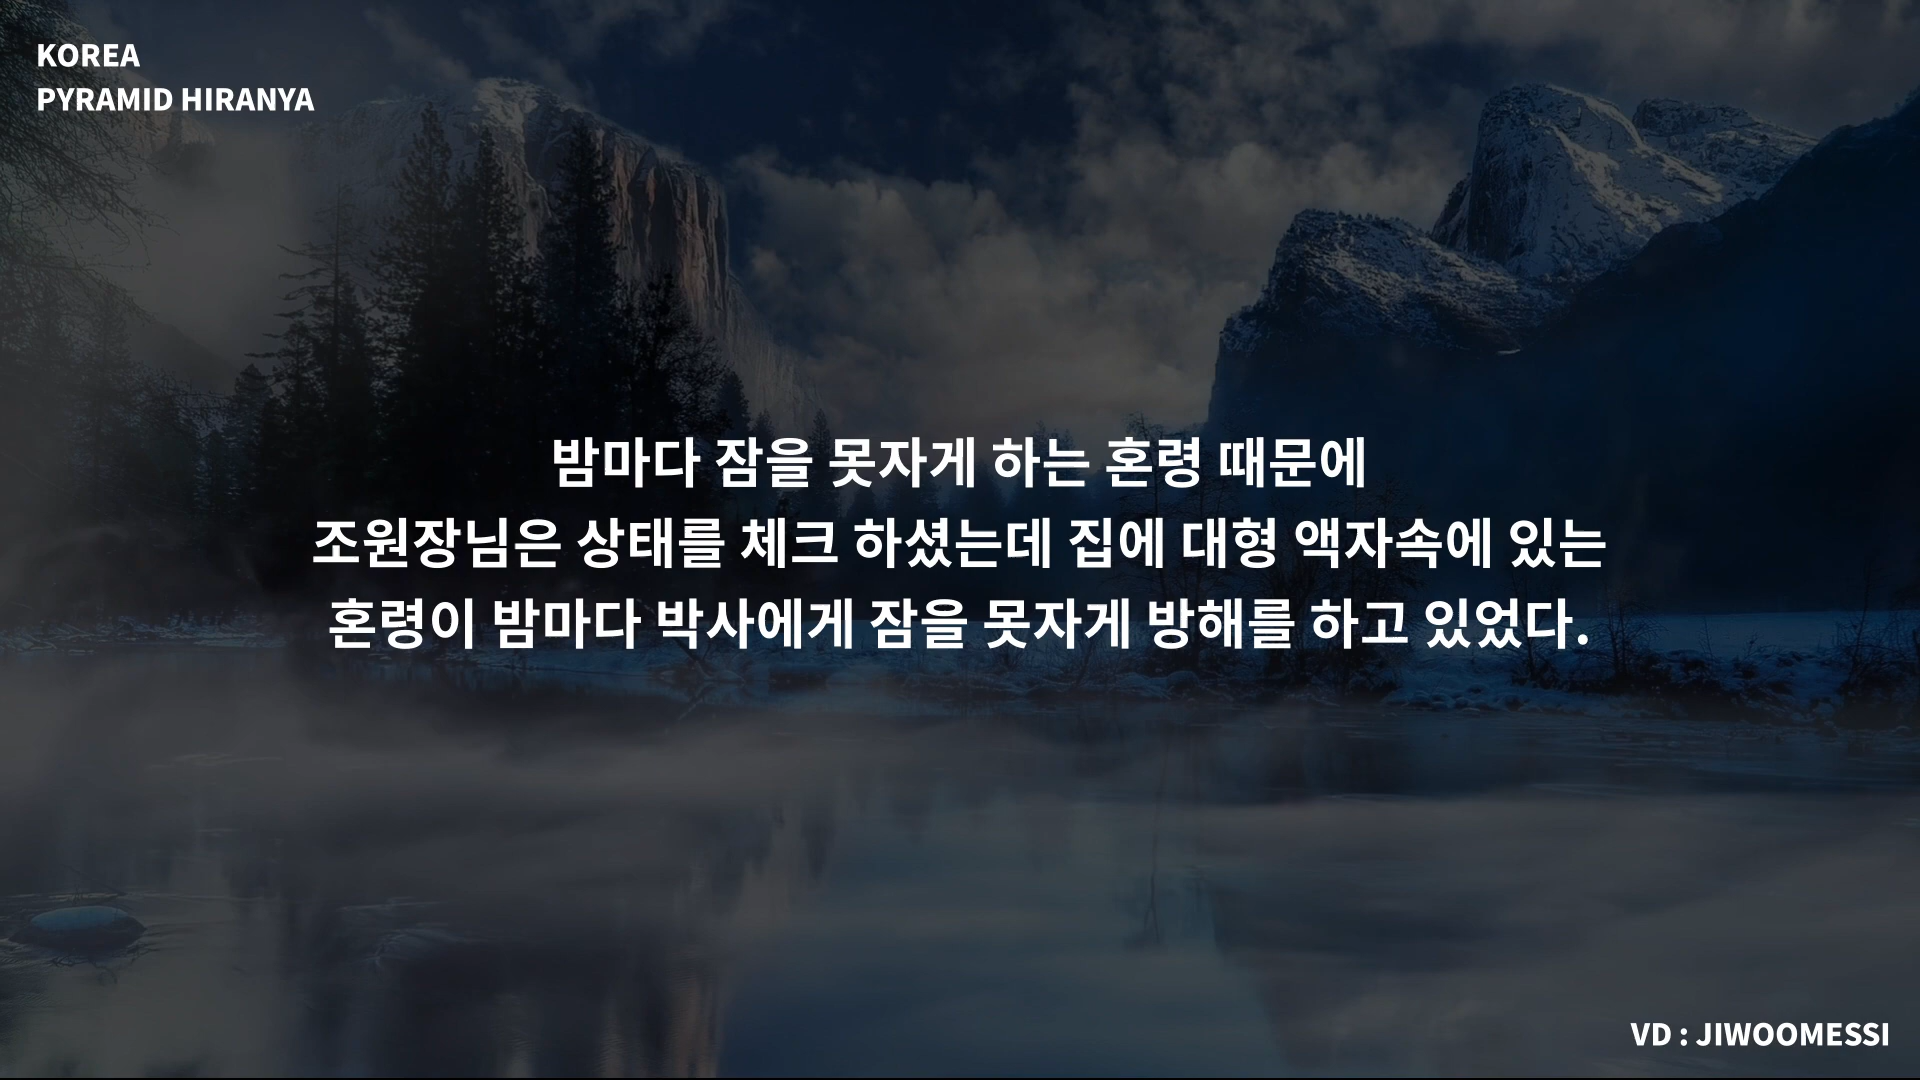 KOREA
PYRAMID HIRANYA
밤마다 잠을 못자게 하는 혼령 때문에
조원장님은 상태를 체크 하셨는데 집에 대형 액자속에 있는
혼령이 밤마다 박사에게 잠을 못자게 방해를 하고 있었다.
VD : JIWOOMESSI